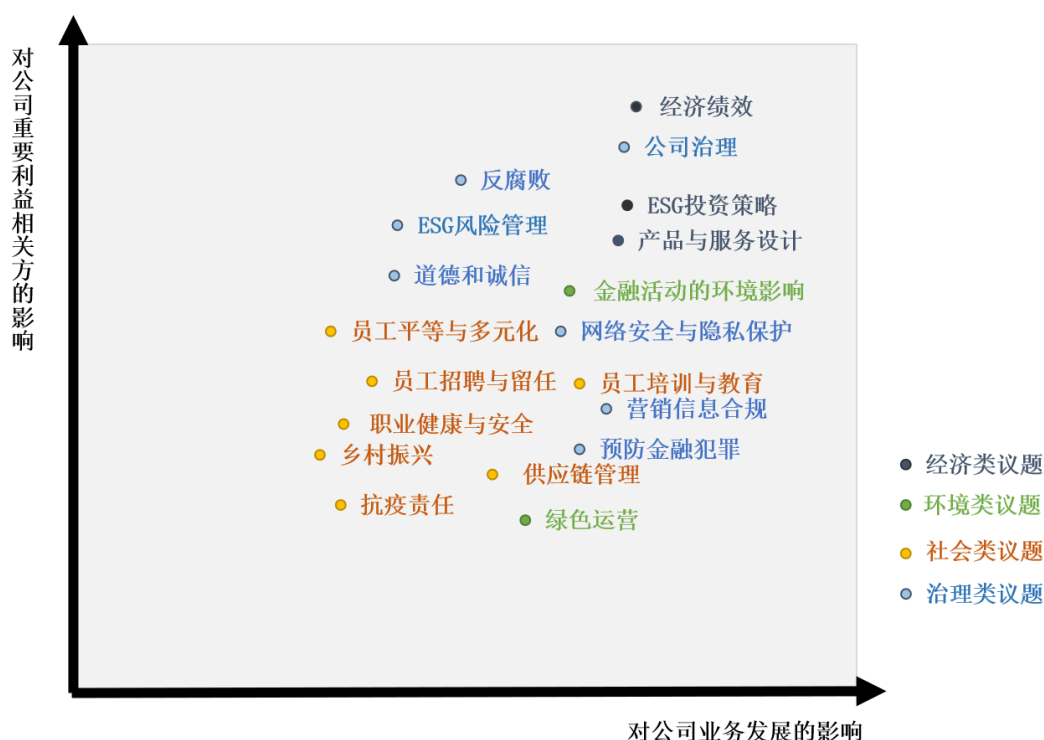 对公司重要利益相关方的影响
经济绩效
公司治理
反腐败
ESG投资策略
ESG风险管理
产品与服务设计
道德和诚信
金融活动的环境影响
员工平等与多元化
网络安全与隐私保护
员工招聘与留任
员工培训与教育
营销信息合规
职业健康与安全
预防金融犯罪
乡村振兴
供应链管理
抗疫责任
绿色运营
经济类议题
环境类议题
社会类议题
治理类议题
对公司业务发展的影响